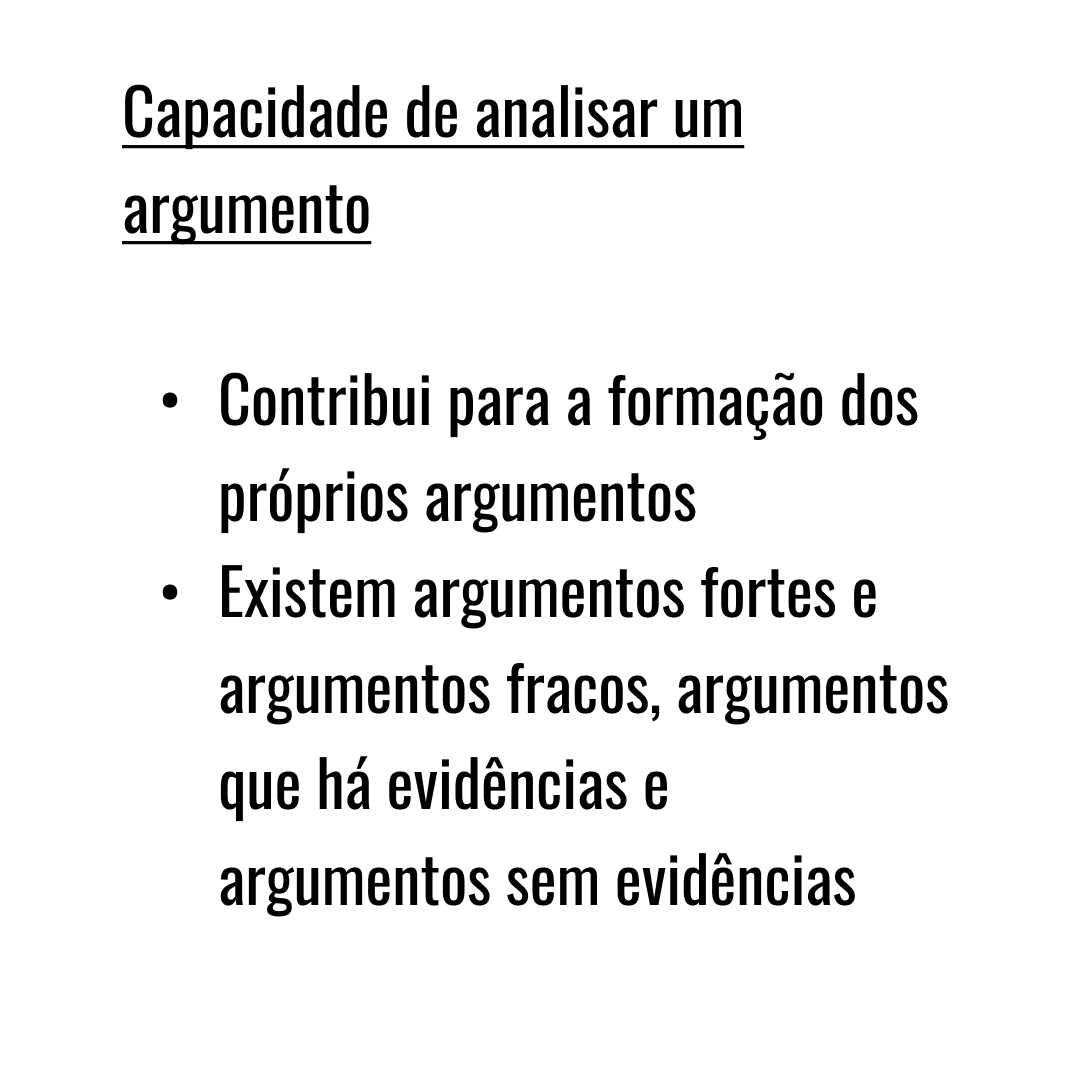 Capacidade de analisar um
argumento
• Contribui para a formação dos
próprios argumentos
• Existem argumentos fortes e
argumentos fracos, argumentos
que há evidências e
argumentos sem evidências